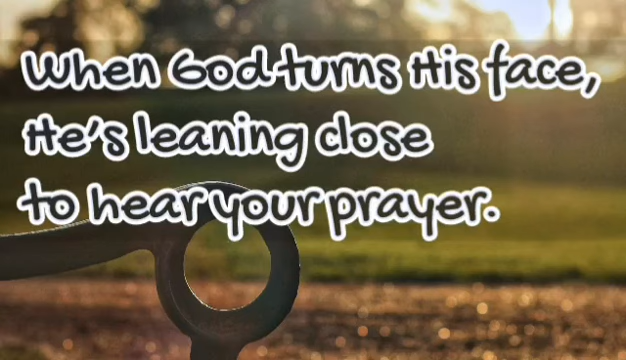 When God turns His face,
He's leaning close
to hear your prayer.